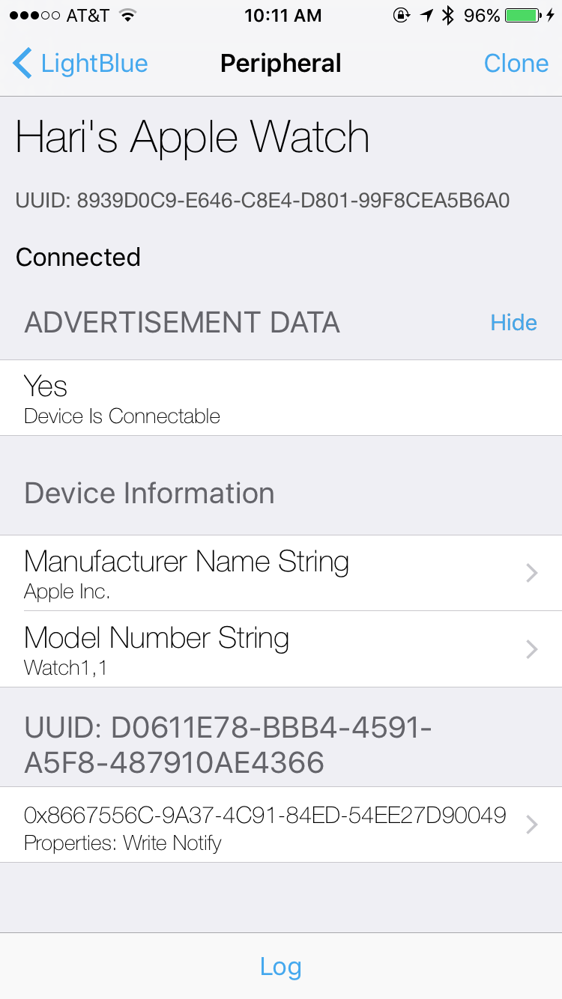 AT&T 10:11 AM 96%
LightBlue Peripheral Clone
Hari's Apple Watch
UUID: 8939D0C9-E646-C8E4-D801-99F8CEA5B6A0
Connected
ADVERTISEMENT DATA Hide
Yes
Device Is Connectable
Device Information
Manufacturer Name String
Apple Inc.
Model Number String
Watch1,1
UUID: D0611E78-BBB4-4591-
A5F8-487910AE4366
0x8667556C-9A37-4C91-84ED-54EE27D90049
Properties: Write Notify
Log